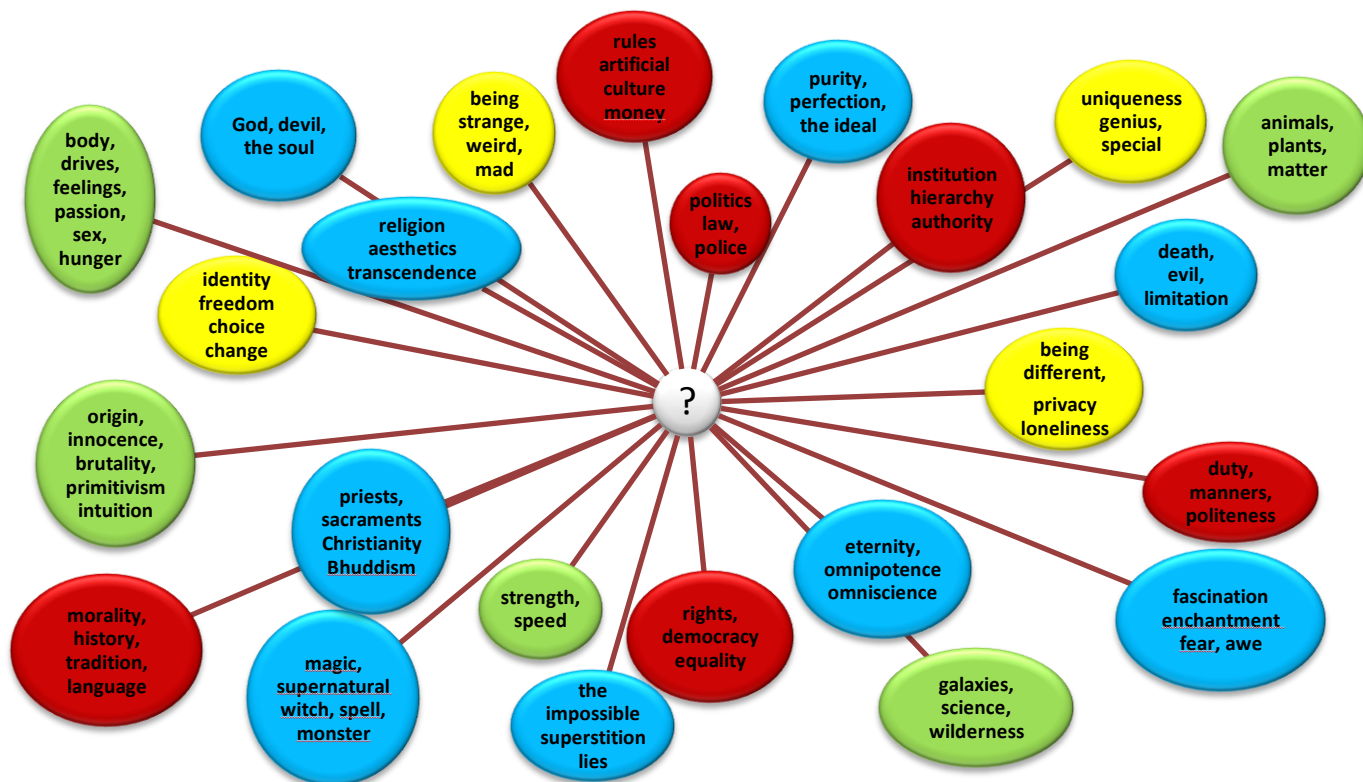 rules
artificial
culture
money
purity,
perfection,
the ideal
uniqueness
genius,
special
being
strange,
weird,
mad
God, devil,
the soul
animals,
plants,
matter
body,
drives,
feelings,
passion,
sex,
hunger
institution
hierarchy
authority
politics
law,
police
religion
aesthetics
transcendence
death,
evil,
limitation
identity
freedom
choice
change
being
different,
privacy
loneliness
?
origin,
innocence,
brutality,
primitivism
intuition
duty,
manners,
politeness
priests,
sacraments
Christianity
Bhuddism
eternity,
omnipotence
omniscience
strength,
speed
rights,
democracy
equality
fascination
enchantment
fear, awe
morality,
history,
tradition,
language
magic,
supernatural
witch, spell,
monster
the
impossible
superstition
lies
galaxies,
science,
wilderness